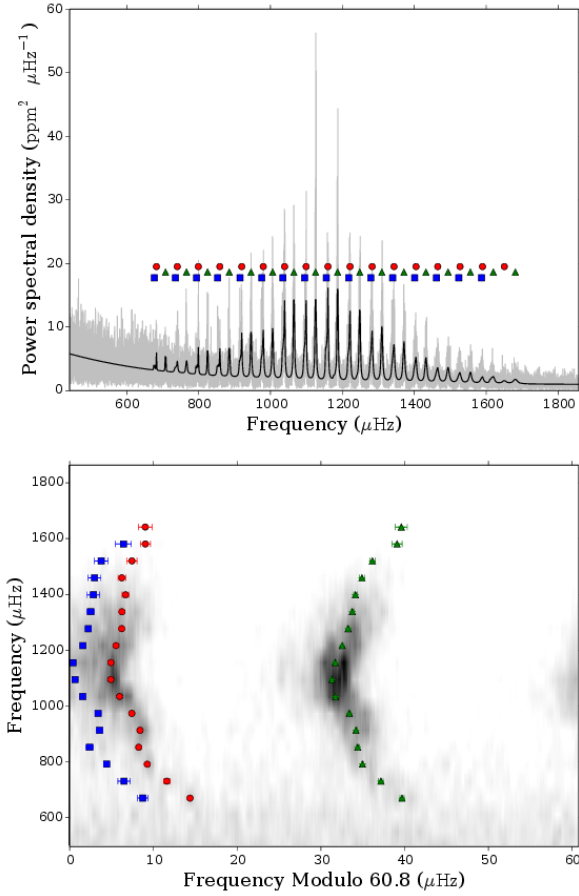 60
50
40
30
20
10
0
Power spectral density (ppm² μHz⁻¹)
600 800 1000 1200 1400 1600 1800
Frequency (μHz)
1800
1600
1400
1200
1000
800
600
Frequency (μHz)
0 10 20 30 40 50 60
Frequency Modulo 60.8 (μHz)